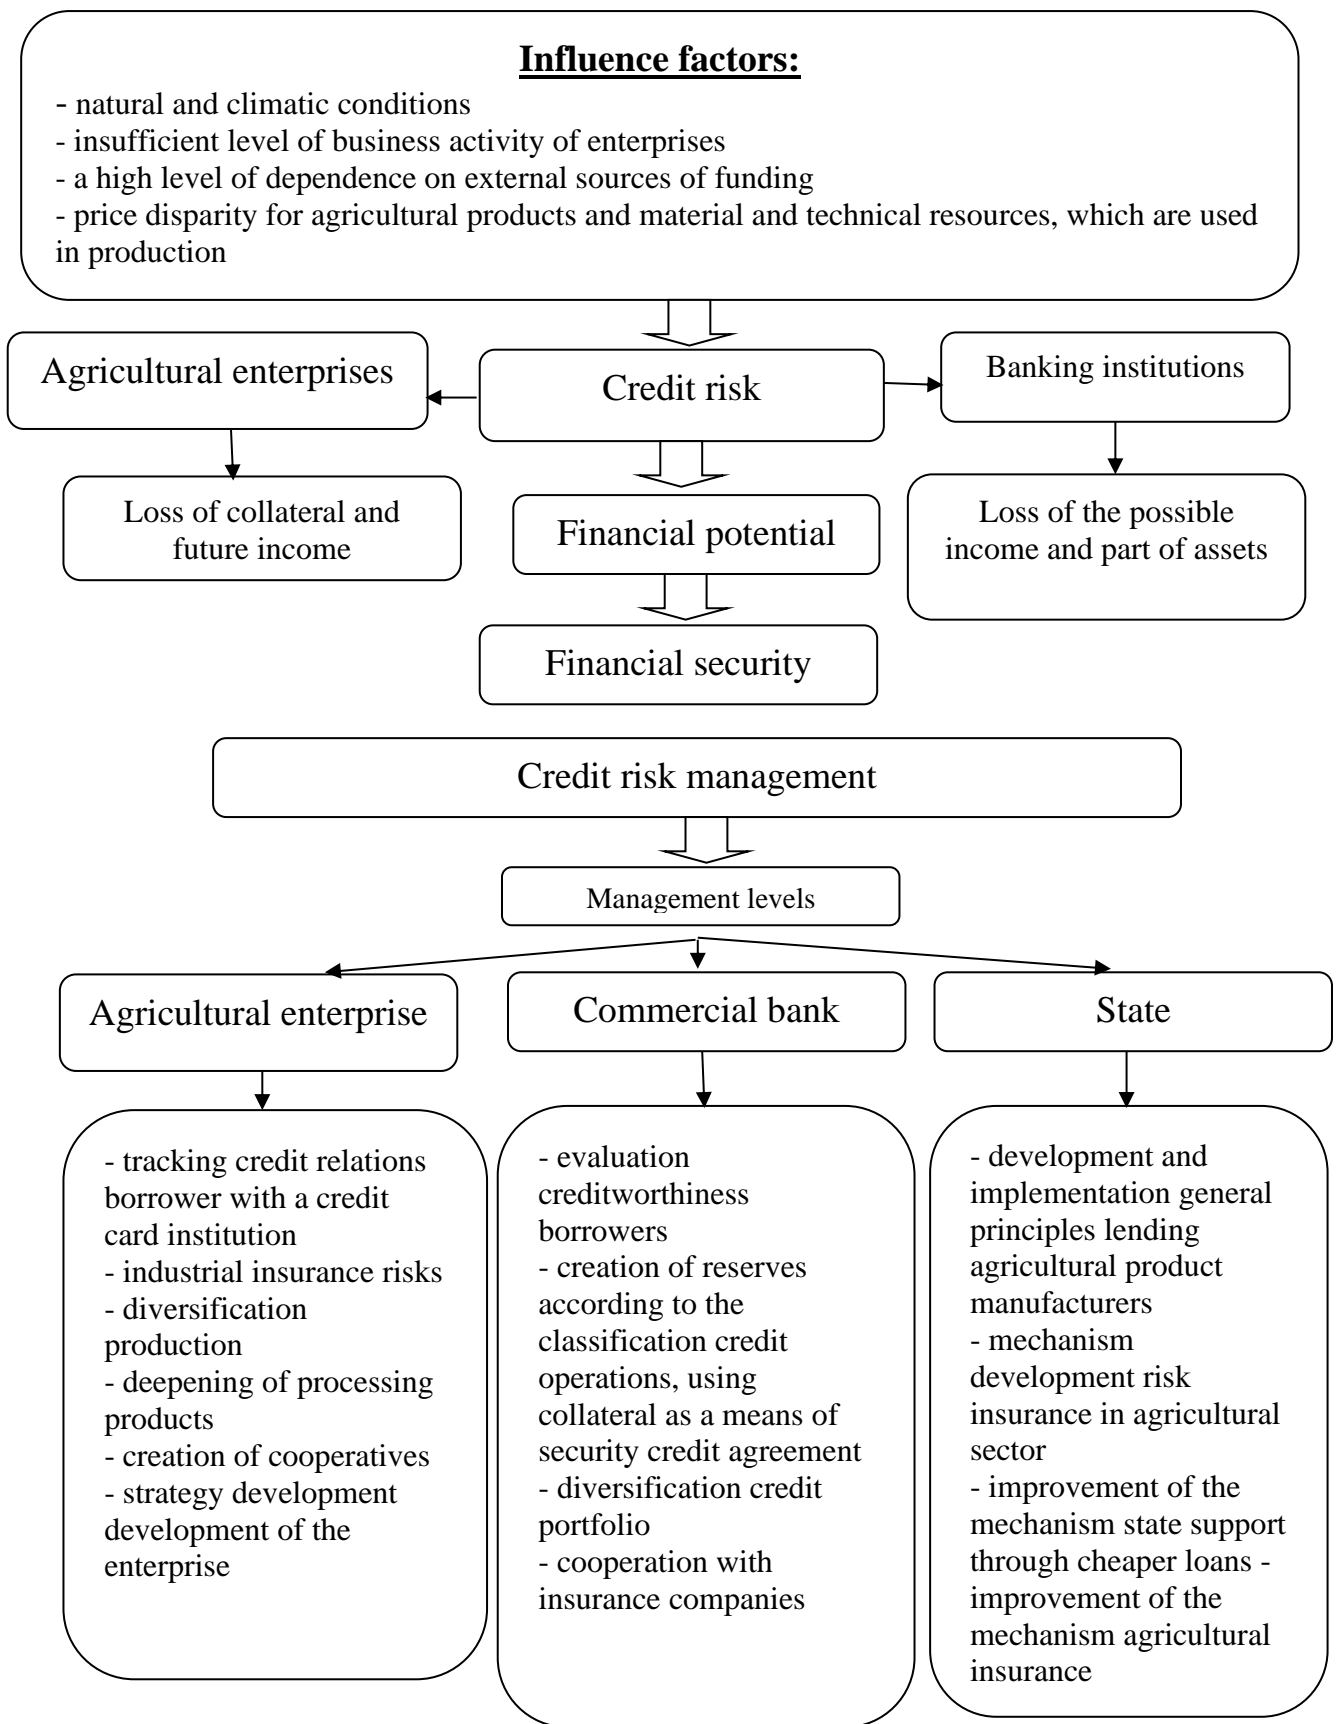 Influence factors:
- natural and climatic conditions
- insufficient level of business activity of enterprises
- a high level of dependence on external sources of funding
- price disparity for agricultural products and material and technical resources, which are used
in production
Agricultural enterprises
Credit risk
Banking institutions
Loss of collateral and
future income
Financial potential
Loss of the possible
income and part of assets
Financial security
Credit risk management
Management levels
Agricultural enterprise
Commercial bank
State
- tracking credit relations
borrower with a credit
card institution
- industrial insurance risks
- diversification
production
- deepening of processing
products
- creation of cooperatives
- strategy development
development of the
enterprise
- evaluation
creditworthiness
borrowers
- creation of reserves
according to the
classification credit
operations, using
collateral as a means of
security credit agreement
- diversification credit
portfolio
- cooperation with
insurance companies
- development and
implementation general
principles lending
agricultural product
manufacturers
- mechanism
development risk
insurance in agricultural
sector
- improvement of the
mechanism state support
through cheaper loans -
improvement of the
mechanism agricultural
insurance